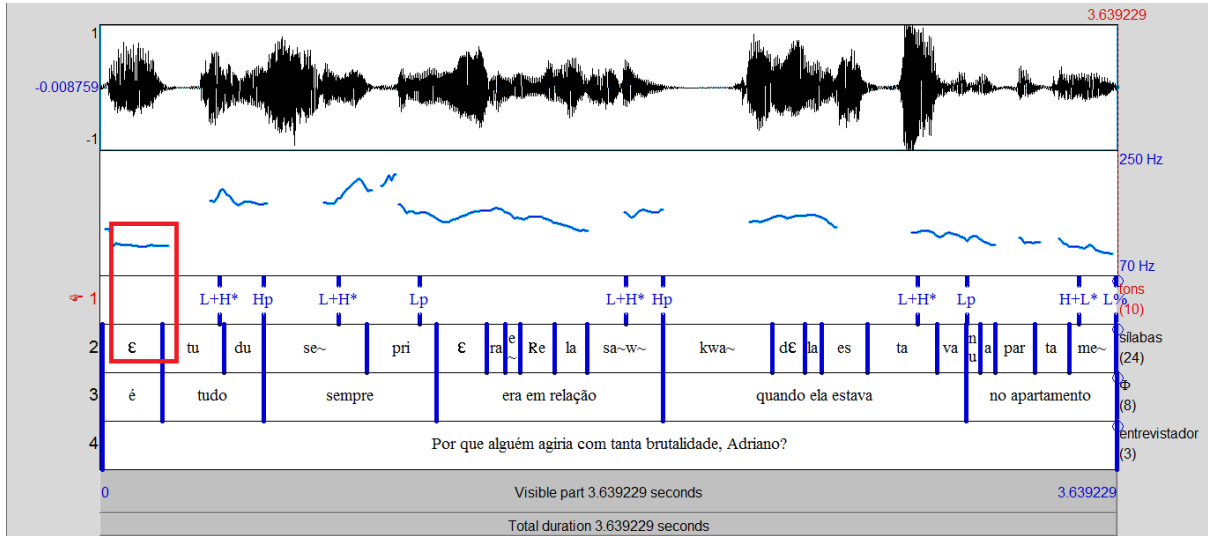 3.639229
1
-0.008759
-1
250 Hz
70 Hz
☞ 1 L+H* Hp L+H* Lp L+H* Hp L+H* Lp H+L* L% tons (10)
2 ɛ tu du se~ pri ɛ ra e~ Re la sa~w~ kwa~ dɛ la es ta va nu a par ta me~ sílabas (24)
3 é tudo sempre era em relação quando ela estava no apartamento Φ (8)
4 Por que alguém agiria com tanta brutalidade, Adriano? entrevistador (3)
0 Visible part 3.639229 seconds 3.639229
Total duration 3.639229 seconds